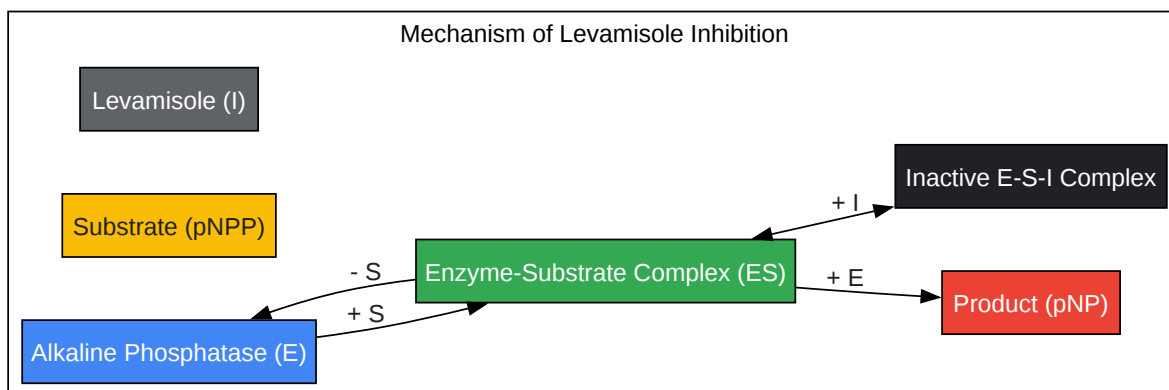 Mechanism of Levamisole Inhibition
Levamisole (I)
Inactive E-S-I Complex
Substrate (pNPP)
+ I
Enzyme-Substrate Complex (ES)
- S
+ E
+ S
Product (pNP)
Alkaline Phosphatase (E)